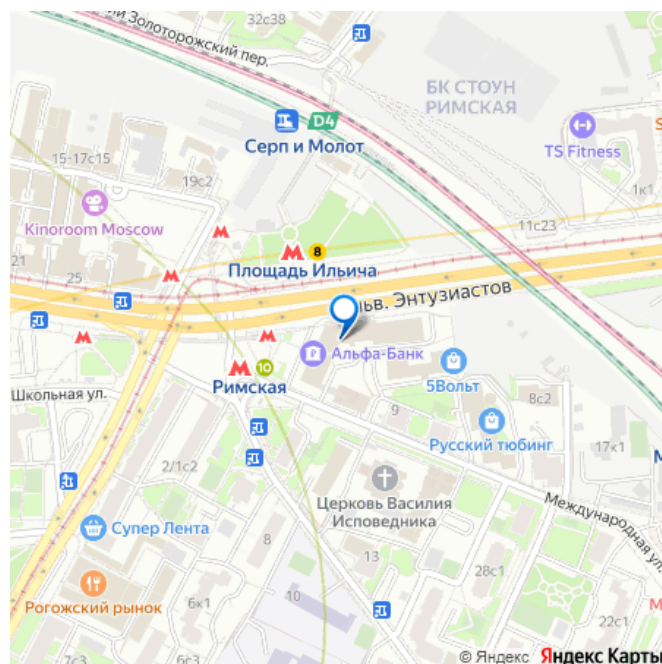 32с38
й Золоторожский пер.
БК СТОУН
РИМСКАЯ
D4
Серп и Молот
TS Fitness
15-17с15
19с2
1к1
Kinoroom Moscow
11с23
8
Площадь Ильича
21
25
ьв. Энтузиастов
Альфа-Банк
10
Римская
5Вольт
Школьная ул.
9
8с2
Русский тюбинг
17к1
2/1с2
Церковь Василия
Исповедника
Международная ул.
Супер Лента
8
13
28с1
Рогожский рынок
6к1
10
22с1
7с3
6к2
© Яндекс Яндекс Карты